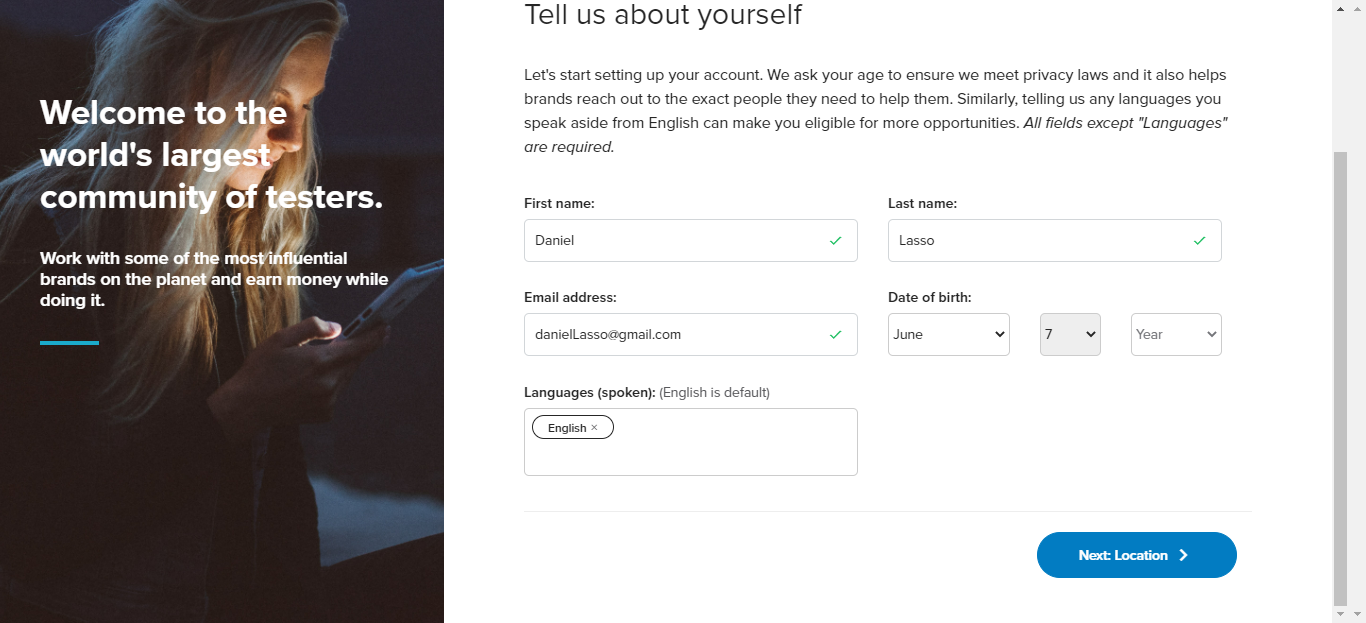 Welcome to the
world's largest
community of testers.
Work with some of the most influential
brands on the planet and earn money while
doing it.
Tell us about yourself
Let's start setting up your account. We ask your age to ensure we meet privacy laws and it also helps
brands reach out to the exact people they need to help them. Similarly, telling us any languages you
speak aside from English can make you eligible for more opportunities. All fields except "Languages"
are required.
First name:
Last name:
Daniel
Lasso
Email address:
Date of birth:
danielLasso@gmail.com
June
7
Year
Languages (spoken): (English is default)
English ×
Next: Location